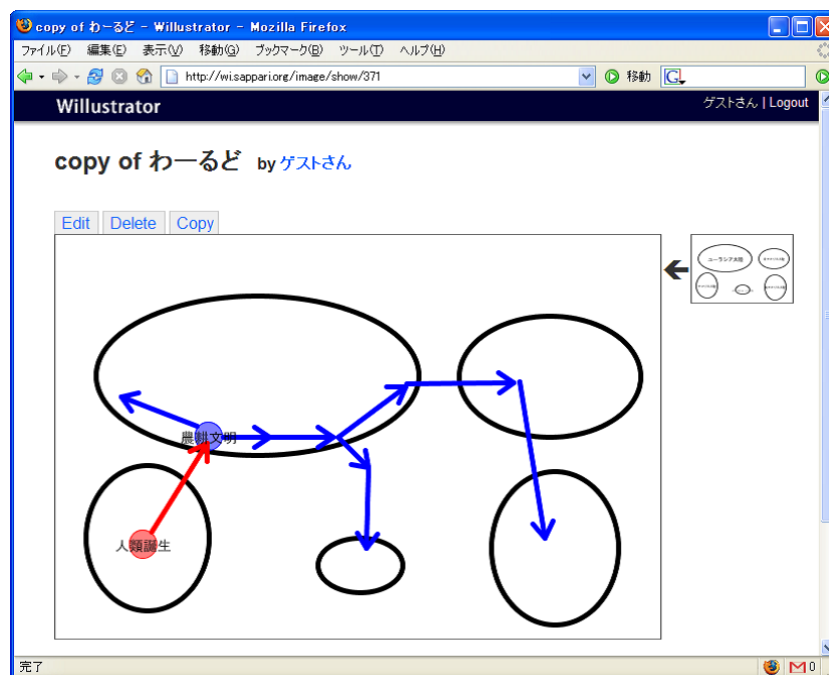 copy of わーるど - Willustrator - Mozilla Firefox
ファイル(F) 編集(E) 表示(V) 移動(G) ブックマーク(B) ツール(T) ヘルプ(H)
http://wi.sappari.org/image/show/371 移動 G
Willustrator ゲストさん | Logout
copy of わーるど by ゲストさん
Edit Delete Copy
ユーラシア大陸
農耕文明
人類誕生
完了 0